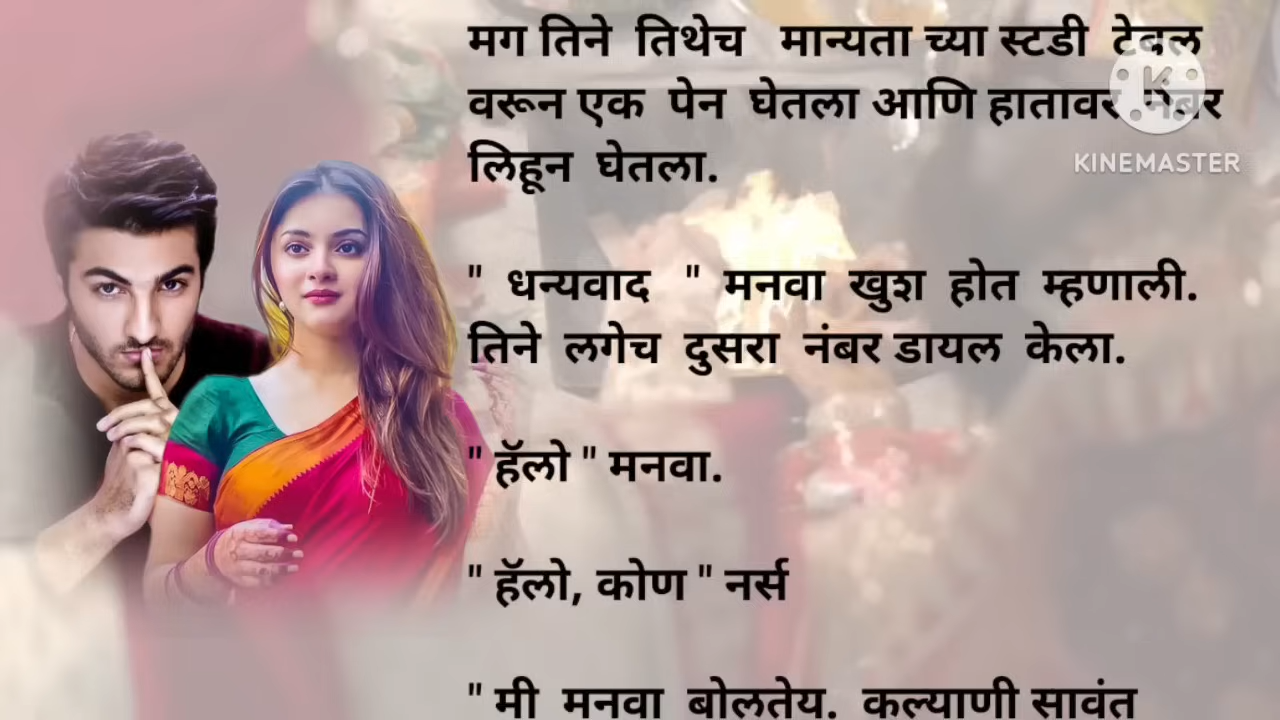 मग तिने तिथेच मान्यता च्या स्टडी टेबल
वरून एक पेन घेतला आणि हातावर नंबर
लिहून घेतला.
KINEMASTER
" धन्यवाद " मनवा खुश होत म्हणाली.
तिने लगेच दुसरा नंबर डायल केला.
" हॅलो " मनवा.
" हॅलो, कोण " नर्स
" मी मनवा बोलतेय. कल्याणी सावंत